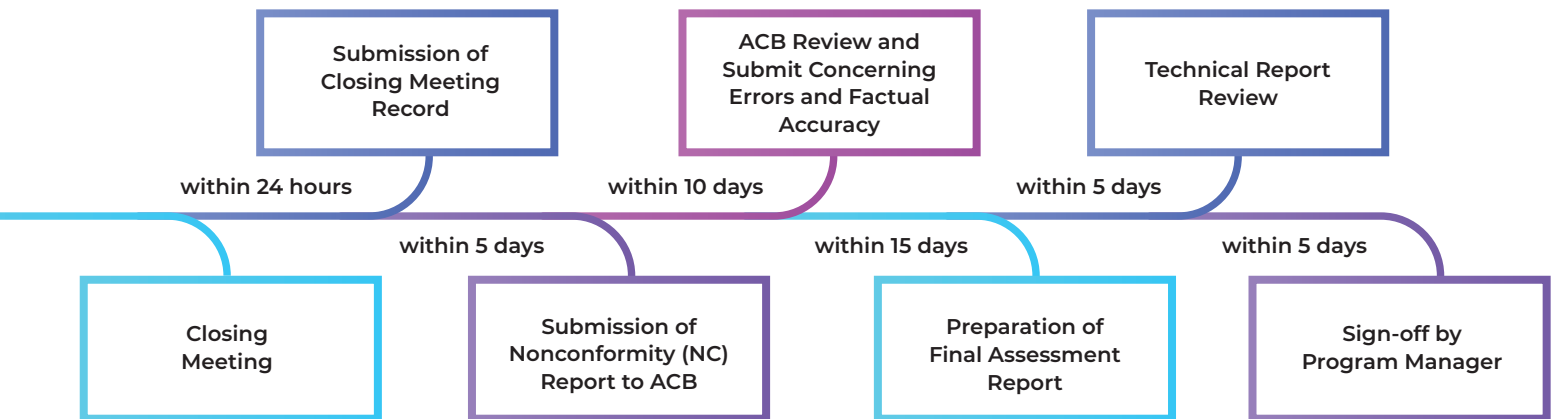 Submission of
Closing Meeting
Record
ACB Review and
Submit Concerning
Errors and Factual
Accuracy
Technical Report
Review
within 24 hours
within 10 days
within 5 days
within 5 days
within 15 days
within 5 days
Closing
Meeting
Submission of
Nonconformity (NC)
Report to ACB
Preparation of
Final Assessment
Report
Sign-off by
Program Manager